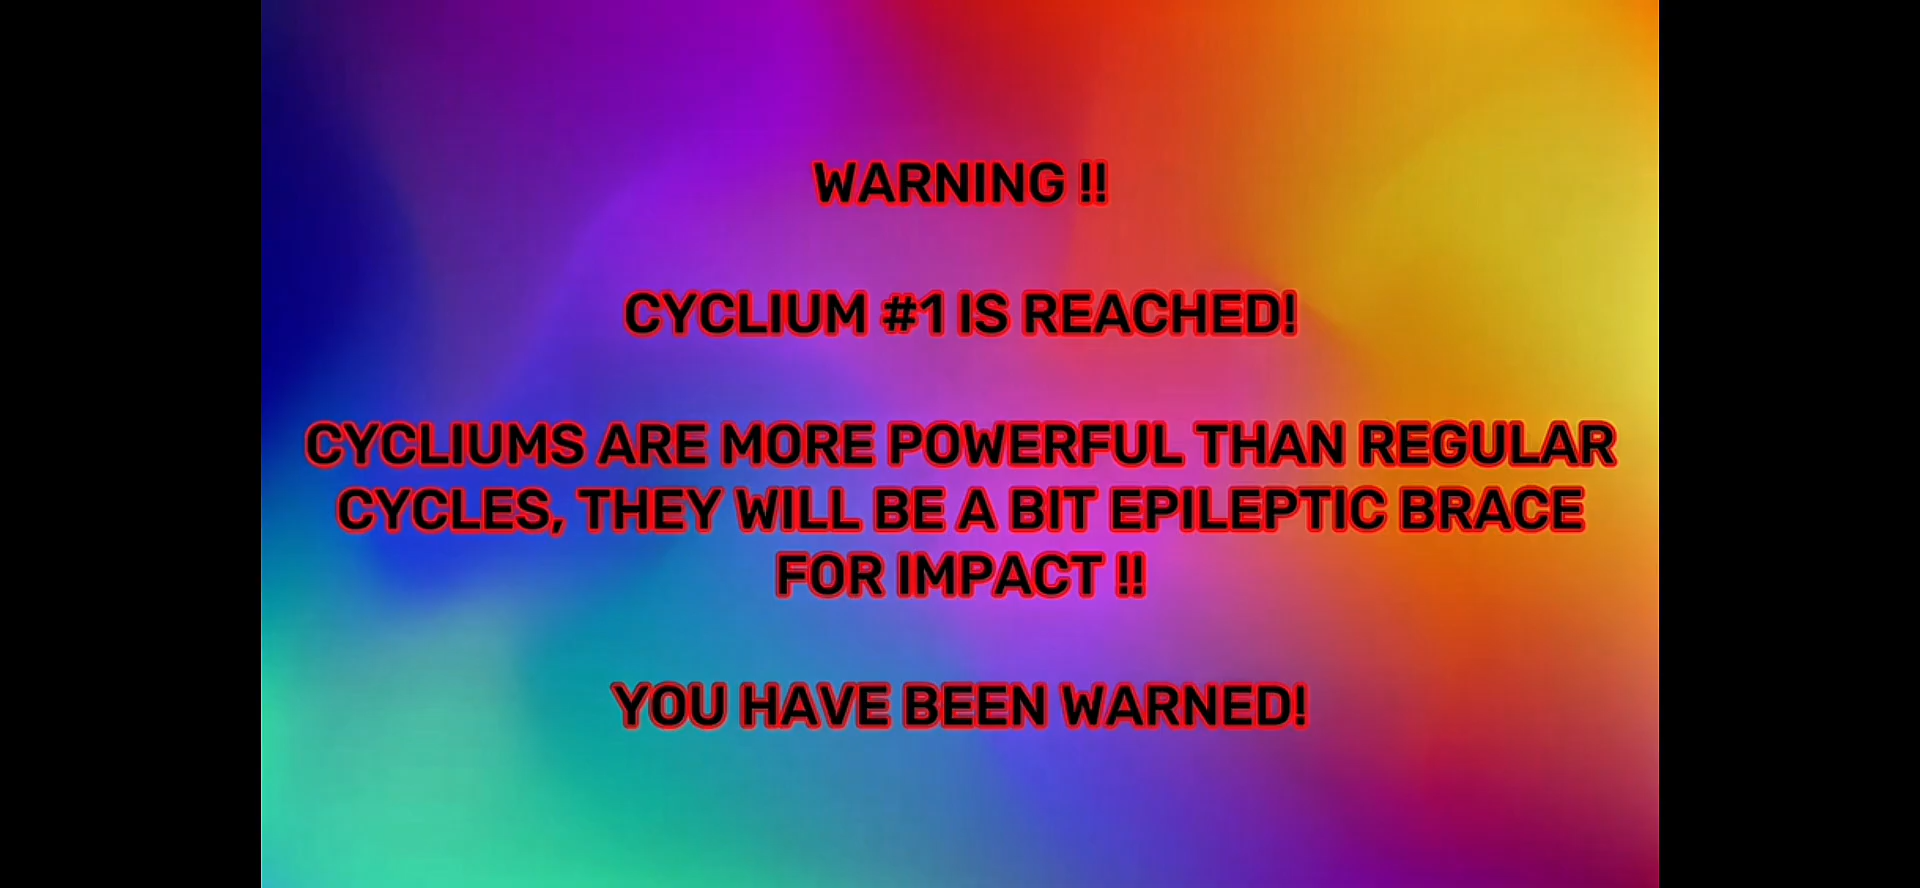 WARNING !!
CYCLIUM #1 IS REACHED!
CYCLIUMS ARE MORE POWERFUL THAN REGULAR
CYCLES, THEY WILL BE A BIT EPILEPTIC BRACE
FOR IMPACT !!
YOU HAVE BEEN WARNED!